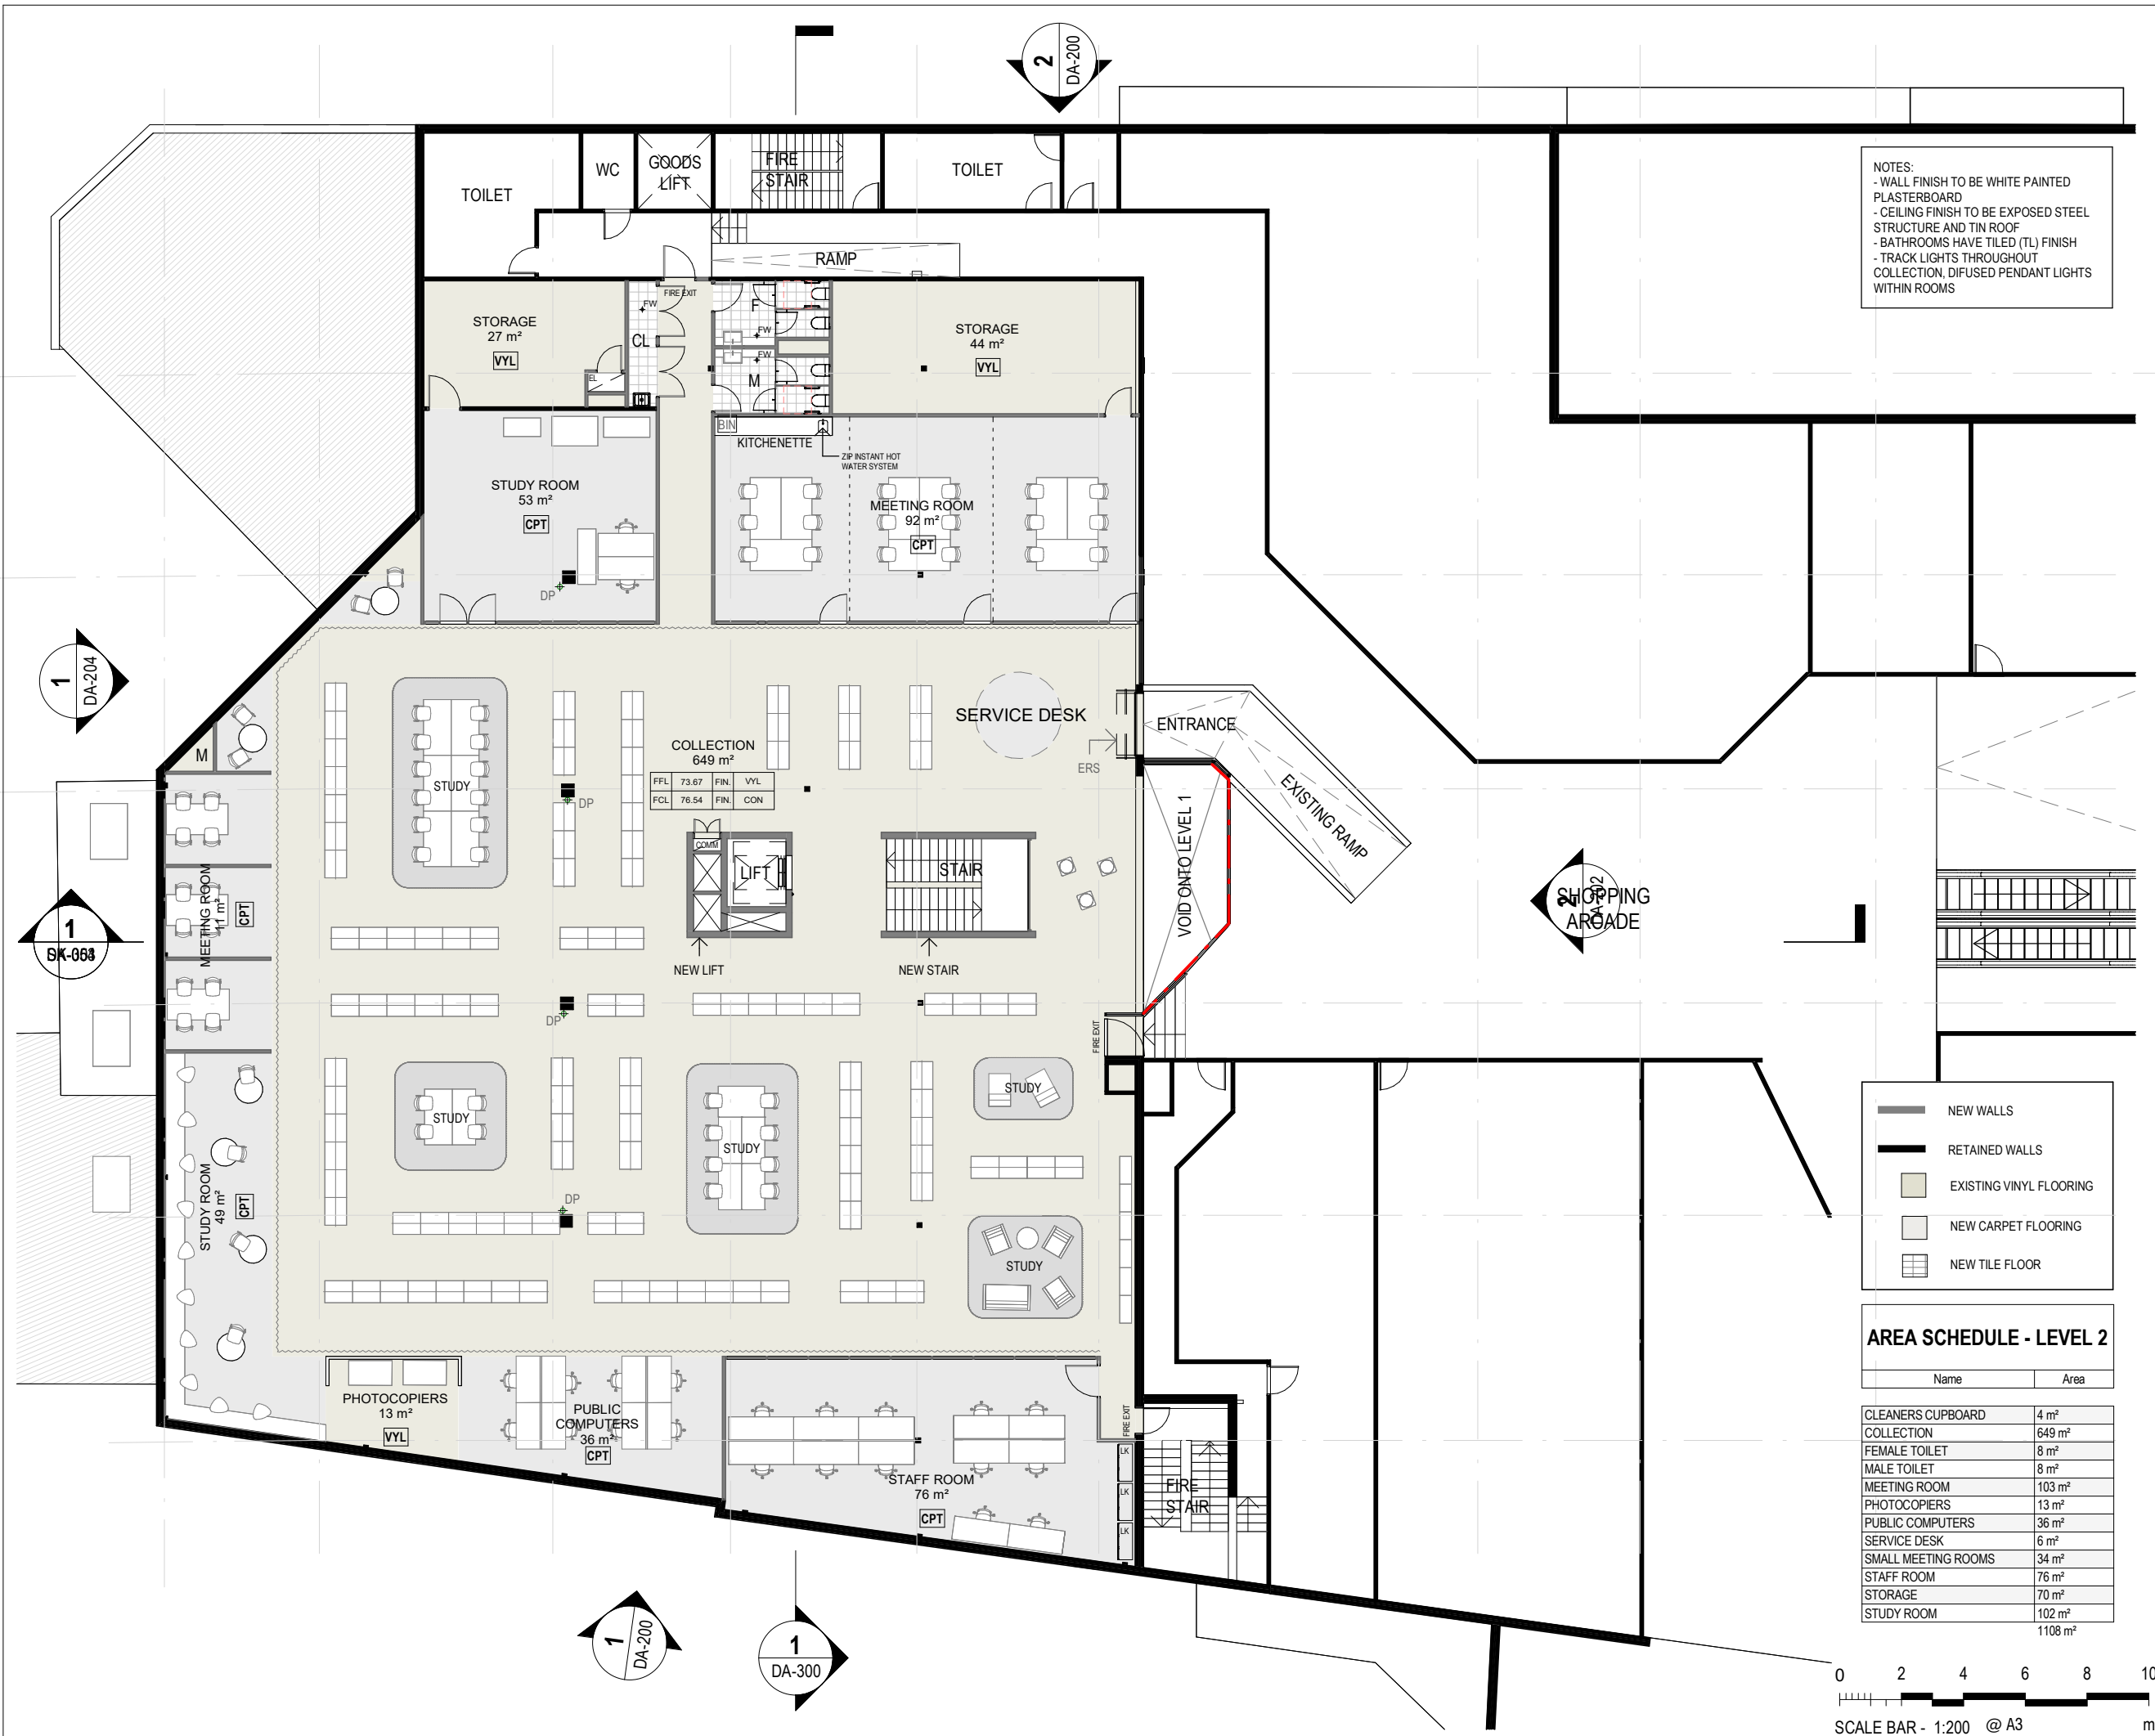 2
DA-200
NOTES:
- WALL FINISH TO BE WHITE PAINTED
PLASTERBOARD
- CEILING FINISH TO BE EXPOSED STEEL
STRUCTURE AND TIN ROOF
- BATHROOMS HAVE TILED (TL) FINISH
- TRACK LIGHTS THROUGHOUT
COLLECTION, DIFUSED PENDANT LIGHTS
WITHIN ROOMS
TOILET
WC
GOODS
LIFT
FIRE
STAIR
TOILET
RAMP
FIRE EXIT
STORAGE
27 m²
VYL
EL
FW
CL
F
FW
FW
M
STORAGE
44 m²
VYL
BIN
KITCHENETTE
ZIP INSTANT HOT
WATER SYSTEM
STUDY ROOM
53 m²
CPT
DP
MEETING ROOM
92 m²
CPT
1
DA-204
M
SERVICE DESK
ENTRANCE
ERS
EXISTING RAMP
COLLECTION
649 m²
FFL 73.67 FIN. VYL
FCL 76.54 FIN. CON
STUDY
DP
COMM
LIFT
STAIR
VOID ONTO LEVEL 1
2
SHOPPING
ARCADE
MEETING ROOM
11 m²
CPT
1
NEW LIFT
NEW STAIR
DP
FIRE EXIT
STUDY
STUDY
STUDY
STUDY ROOM
49 m²
CPT
DP
STUDY
NEW WALLS
RETAINED WALLS
EXISTING VINYL FLOORING
NEW CARPET FLOORING
NEW TILE FLOOR
PHOTOCOPIERS
13 m²
VYL
PUBLIC
COMPUTERS
36 m²
CPT
STAFF ROOM
76 m²
CPT
FIRE EXIT
LK
LK
LK
FIRE
STAIR
AREA SCHEDULE - LEVEL 2
Name Area
CLEANERS CUPBOARD 4 m²
COLLECTION 649 m²
FEMALE TOILET 8 m²
MALE TOILET 8 m²
MEETING ROOM 103 m²
PHOTOCOPIERS 13 m²
PUBLIC COMPUTERS 36 m²
SERVICE DESK 6 m²
SMALL MEETING ROOMS 34 m²
STAFF ROOM 76 m²
STORAGE 70 m²
STUDY ROOM 102 m²
1108 m²
1
DA-200
1
DA-300
0 2 4 6 8 10
SCALE BAR - 1:200 @ A3 m